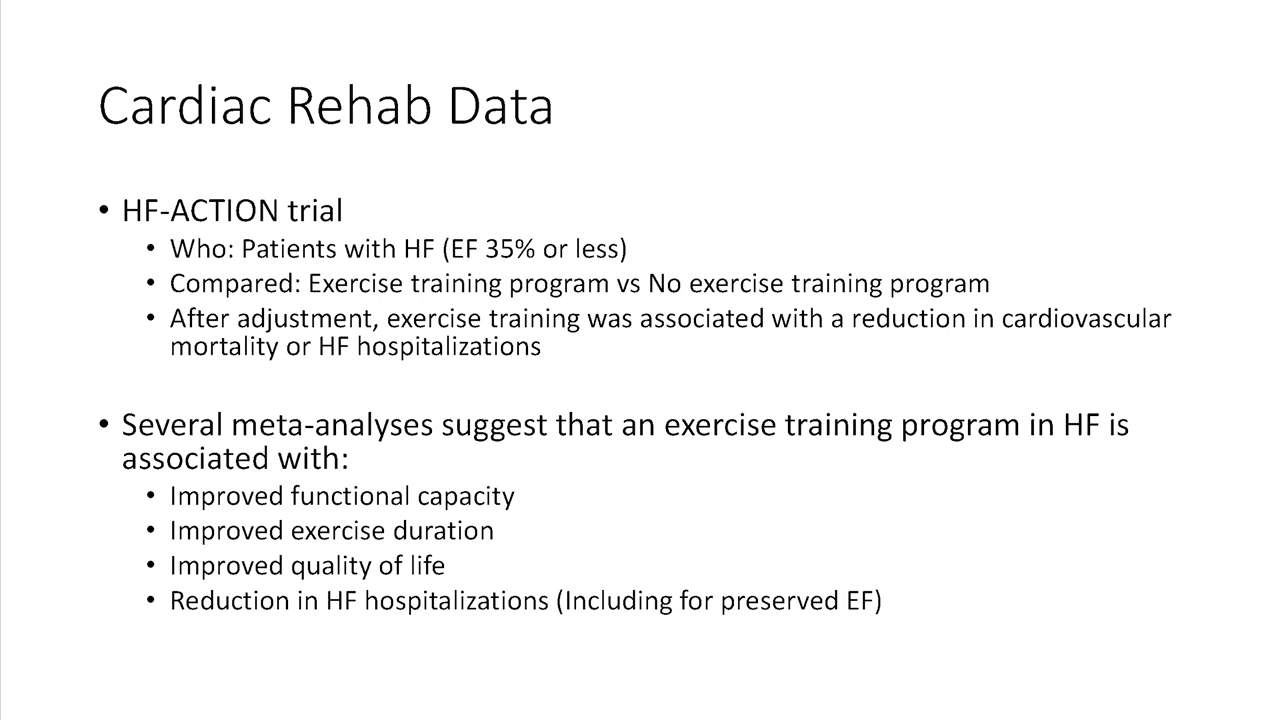 Cardiac Rehab Data
• HF-ACTION trial
• Who: Patients with HF (EF 35% or less)
• Compared: Exercise training program vs No exercise training program
• After adjustment, exercise training was associated with a reduction in cardiovascular
mortality or HF hospitalizations
• Several meta-analyses suggest that an exercise training program in HF is
associated with:
• Improved functional capacity
• Improved exercise duration
• Improved quality of life
• Reduction in HF hospitalizations (Including for preserved EF)